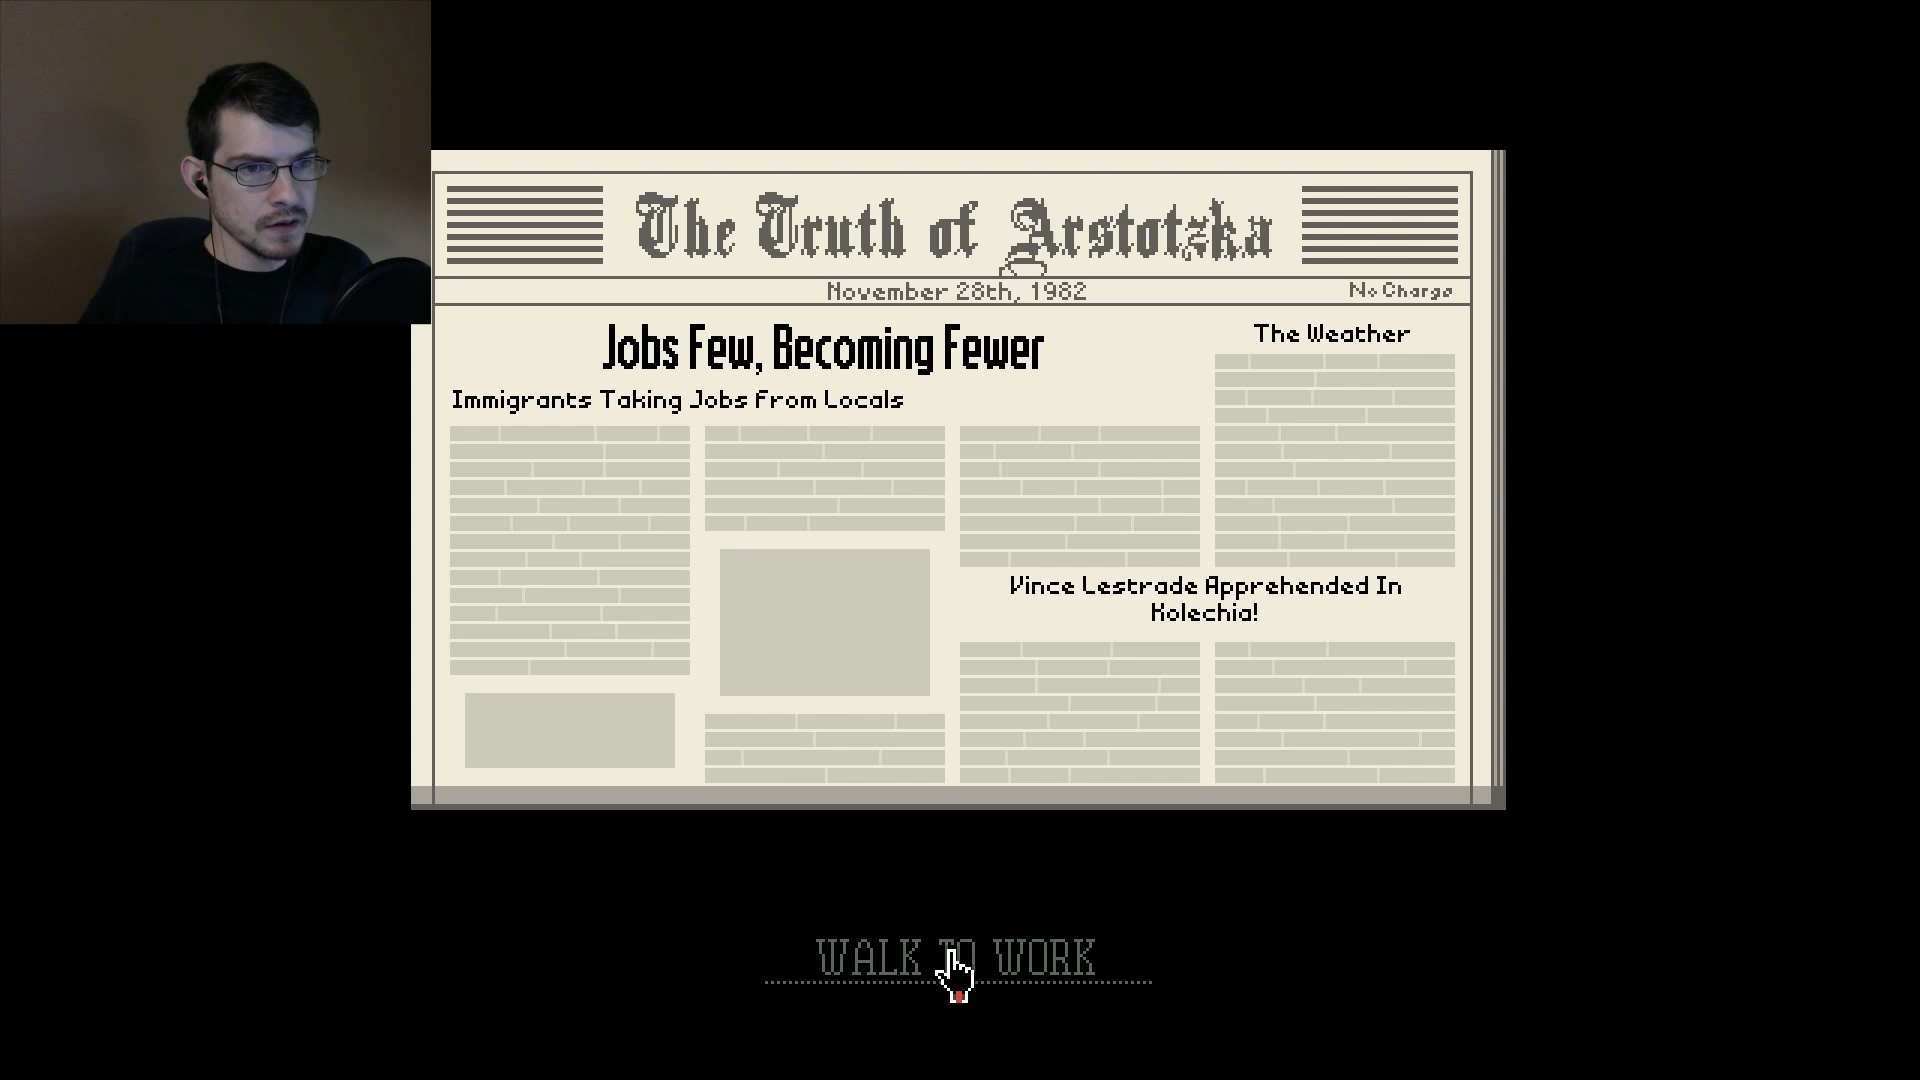 The Truth of Arstotzka
November 28th, 1982
No Charge
Jobs Few, Becoming Fewer
Immigrants Taking Jobs From Locals
The Weather
Vince Lestrade Apprehended In
Kolechia!
WALK TO WORK